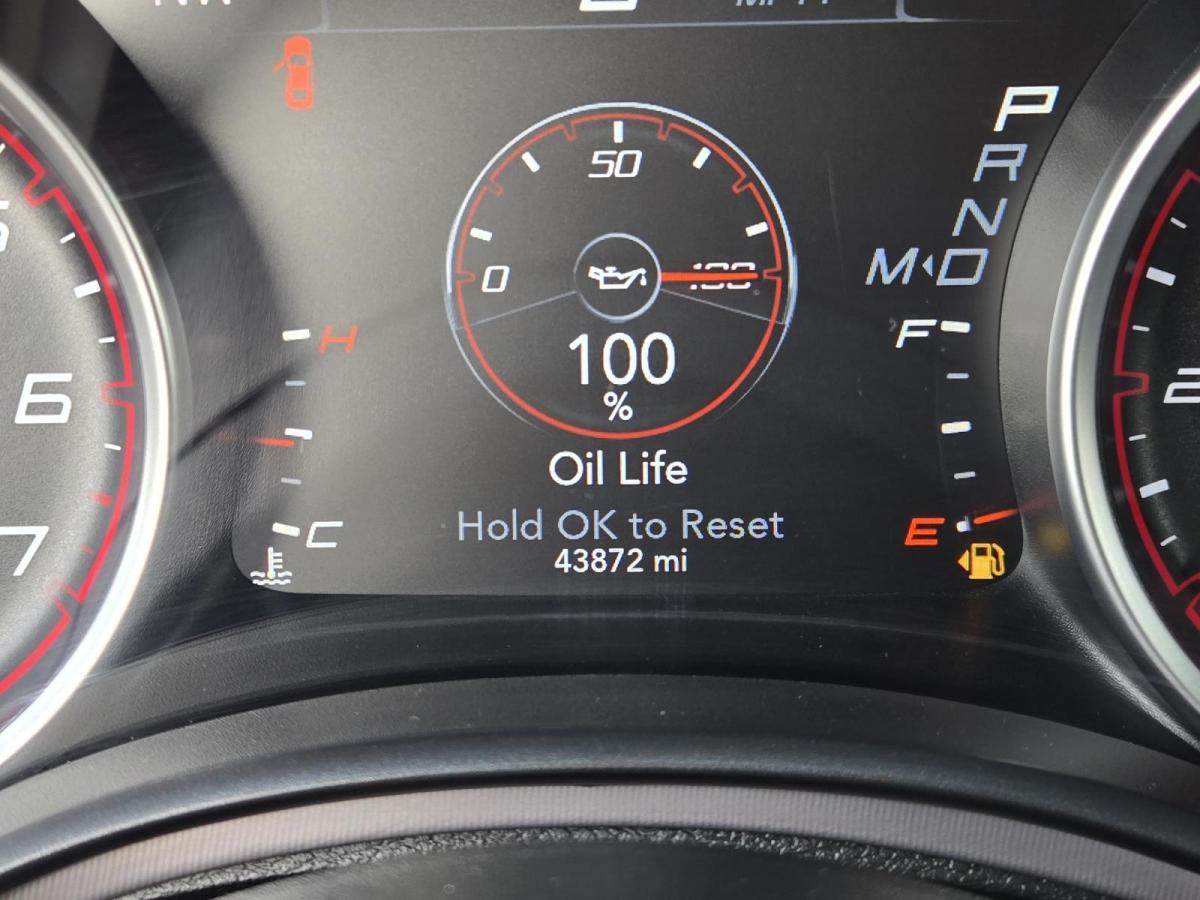 P
R
N
M D
50
0
100
100
%
H
C
F
E
Oil Life
Hold OK to Reset
43872 mi
6
7